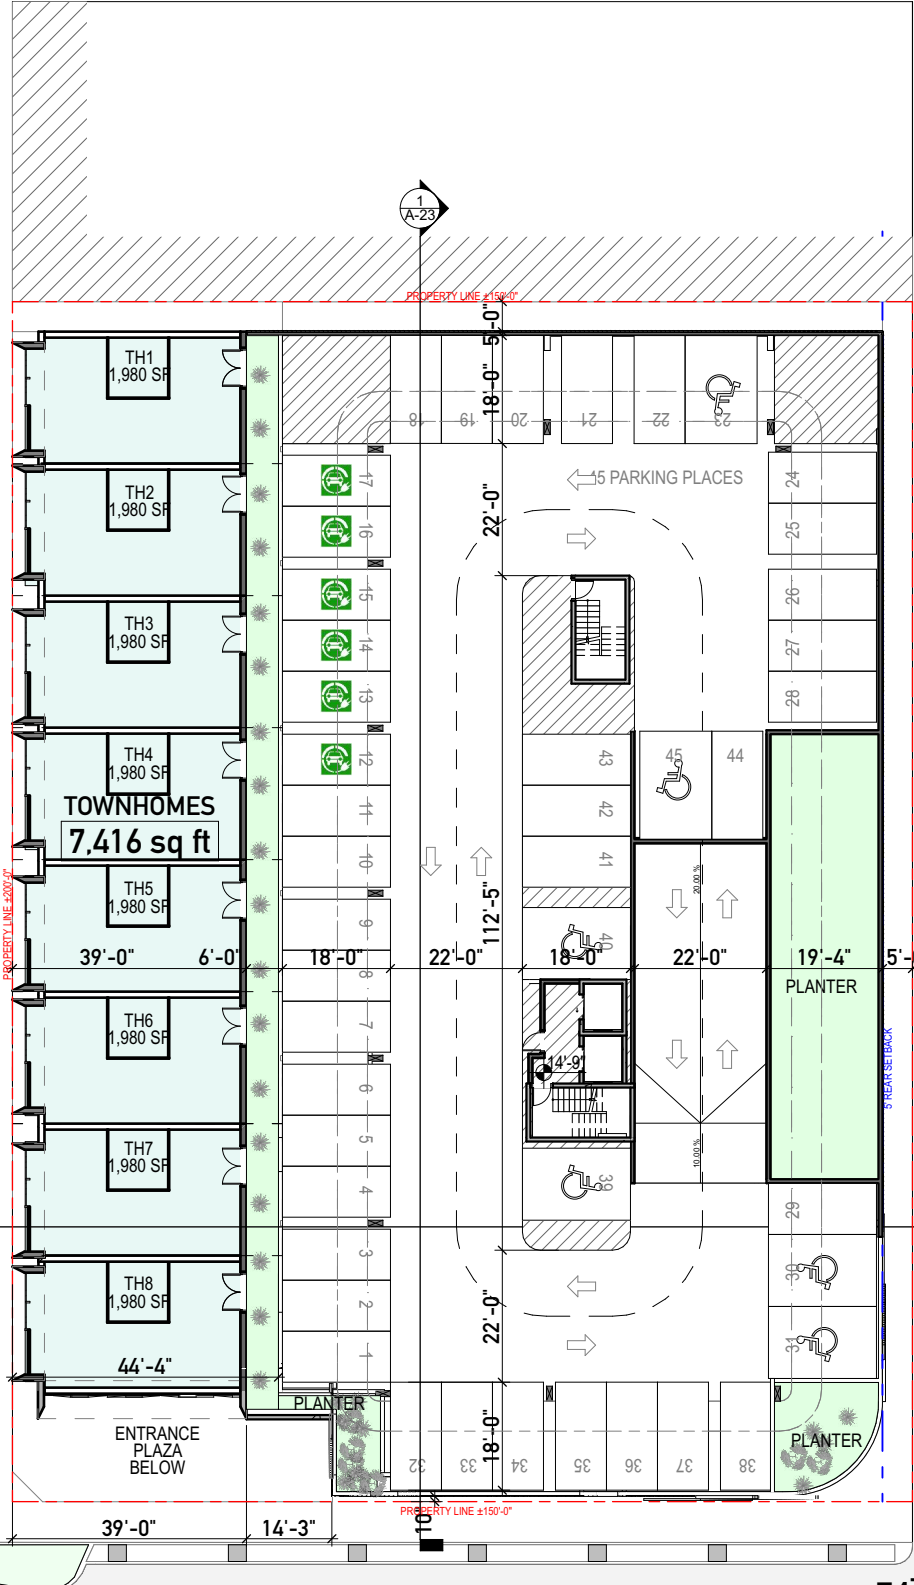 1
A-23
PROPERTY LINE ±150'-0"
5'-0"
18'-0"
TH1
1,980 SF
18
19
20
21
22
23
TH2
1,980 SF
17
15 PARKING PLACES
24
22'-0"
16
25
TH3
1,980 SF
15
26
14
27
13
28
TH4
1,980 SF
12
43
45
44
TOWNHOMES
7,416 sq ft
11
42
10
41
20.00 %
TH5
1,980 SF
9
112'-5"
40
PROPERTY LINE ±200'-0"
39'-0"
6'-0"
18'-0"
22'-0"
18'-0"
22'-0"
19'-4"
5'-
8
PLANTER
TH6
1,980 SF
7
14'-9"
5' REAR SETBACK
6
5
TH7
1,980 SF
10.00 %
4
39
29
3
30
TH8
1,980 SF
2
22'-0"
31
1
44'-4"
PLANTER
ENTRANCE
PLAZA
BELOW
32
33
34
18'-0"
35
36
37
38
PLANTER
PROPERTY LINE ±150'-0"
39'-0"
14'-3"
10